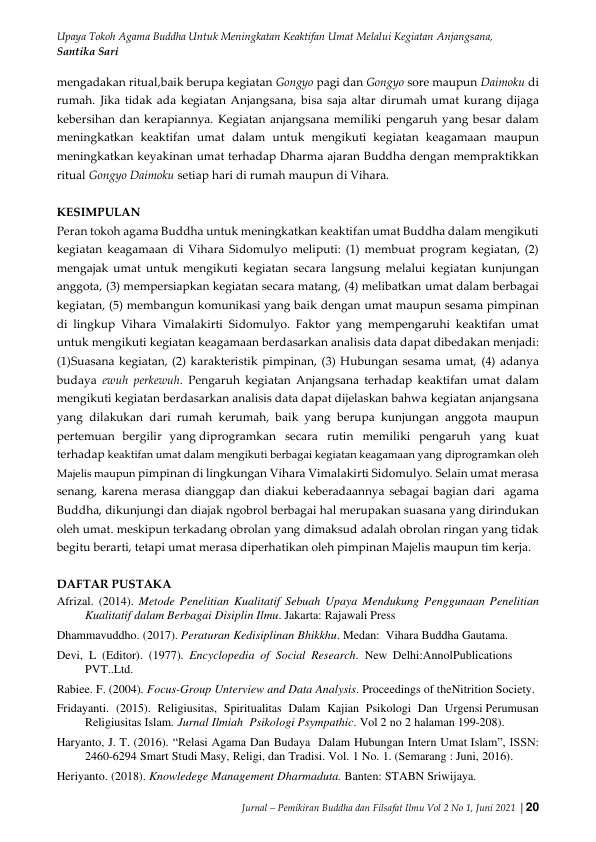 Upaya Tokoh Agama Buddha Untuk Meningkatan Keaktifan Umat Melalui Kegiatan Anjangsana,
Santika Sari
mengadakan ritual,baik berupa kegiatan Gongyo pagi dan Gongyo sore maupun Daimoku di
rumah. Jika tidak ada kegiatan Anjangsana, bisa saja altar dirumah umat kurang dijaga
kebersihan dan kerapiannya. Kegiatan anjangsana memiliki pengaruh yang besar dalam
meningkatkan keaktifan umat dalam untuk mengikuti kegiatan keagamaan maupun
meningkatkan keyakinan umat terhadap Dharma ajaran Buddha dengan mempraktikkan
ritual Gongyo Daimoku setiap hari di rumah maupun di Vihara.
KESIMPULAN
Peran tokoh agama Buddha untuk meningkatkan keaktifan umat Buddha dalam mengikuti
kegiatan keagamaan di Vihara Sidomulyo meliputi: (1) membuat program kegiatan, (2)
mengajak umat untuk mengikuti kegiatan secara langsung melalui kegiatan kunjungan
anggota, (3) mempersiapkan kegiatan secara matang, (4) melibatkan umat dalam berbagai
kegiatan, (5) membangun komunikasi yang baik dengan umat maupun sesama pimpinan
di lingkup Vihara Vimalakirti Sidomulyo. Faktor yang mempengaruhi keaktifan umat
untuk mengikuti kegiatan keagamaan berdasarkan analisis data dapat dibedakan menjadi:
(1)Suasana kegiatan, (2) karakteristik pimpinan, (3) Hubungan sesama umat, (4) adanya
budaya ewuh perkewuh. Pengaruh kegiatan Anjangsana terhadap keaktifan umat dalam
mengikuti kegiatan berdasarkan analisis data dapat dijelaskan bahwa kegiatan anjangsana
yang dilakukan dari rumah kerumah, baik yang berupa kunjungan anggota maupun
pertemuan bergilir yang diprogramkan secara rutin memiliki pengaruh yang kuat
terhadap keaktifan umat dalam mengikuti berbagai kegiatan keagamaan yang diprogramkan oleh
Majelis maupun pimpinan di lingkungan Vihara Vimalakirti Sidomulyo. Selain umat merasa
senang, karena merasa dianggap dan diakui keberadaannya sebagai bagian dari agama
Buddha, dikunjungi dan diajak ngobrol berbagai hal merupakan suasana yang dirindukan
oleh umat. meskipun terkadang obrolan yang dimaksud adalah obrolan ringan yang tidak
begitu berarti, tetapi umat merasa diperhatikan oleh pimpinan Majelis maupun tim kerja.
DAFTAR PUSTAKA
Afrizal. (2014). Metode Penelitian Kualitatif Sebuah Upaya Mendukung Penggunaan Penelitian
Kualitatif dalam Berbagai Disiplin Ilmu. Jakarta: Rajawali Press
Dhammavuddho. (2017). Peraturan Kedisiplinan Bhikkhu. Medan: Vihara Buddha Gautama.
Devi, L (Editor). (1977). Encyclopedia of Social Research. New Delhi:AnnolPublications
PVT..Ltd.
Rabiee. F. (2004). Focus-Group Unterview and Data Analysis. Proceedings of theNitrition Society.
Fridayanti. (2015). Religiusitas, Spiritualitas Dalam Kajian Psikologi Dan Urgensi Perumusan
Religiusitas Islam. Jurnal Ilmiah Psikologi Psympathic. Vol 2 no 2 halaman 199-208).
Haryanto, J. T. (2016). “Relasi Agama Dan Budaya Dalam Hubungan Intern Umat Islam”, ISSN:
2460-6294 Smart Studi Masy, Religi, dan Tradisi. Vol. 1 No. 1. (Semarang : Juni, 2016).
Heriyanto. (2018). Knowledege Management Dharmaduta. Banten: STABN Sriwijaya.
Jurnal – Pemikiran Buddha dan Filsafat Ilmu Vol 2 No 1, Juni 2021 | 20